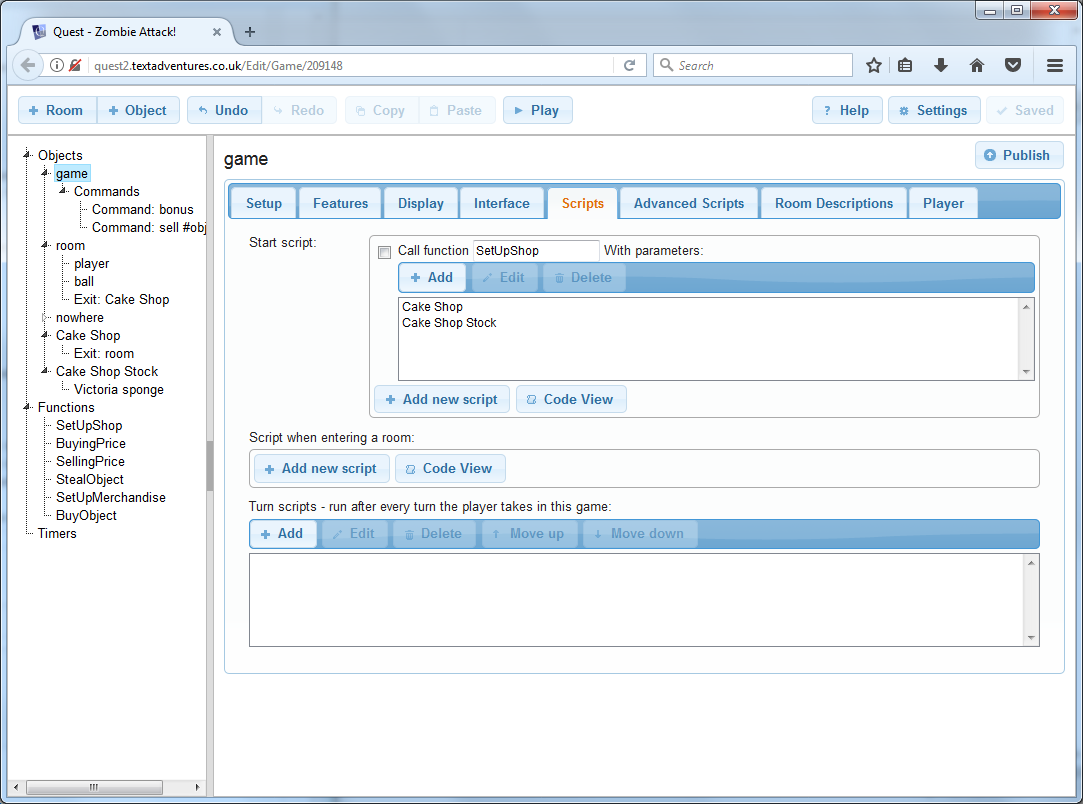 Quest - Zombie Attack!
quest2.textadventures.co.uk/Edit/Game/209148
Search
Room Object Undo Redo Copy Paste Play ? Help Settings Saved
Objects
game
Commands
Command: bonus
Command: sell #obj
room
player
ball
Exit: Cake Shop
nowhere
Cake Shop
Exit: room
Cake Shop Stock
Victoria sponge
Functions
SetUpShop
BuyingPrice
SellingPrice
StealObject
SetUpMerchandise
BuyObject
Timers
game
Publish
Setup Features Display Interface Scripts Advanced Scripts Room Descriptions Player
Start script:
Call function SetUpShop With parameters:
Add Edit Delete
Cake Shop
Cake Shop Stock
Add new script Code View
Script when entering a room:
Add new script Code View
Turn scripts - run after every turn the player takes in this game:
Add Edit Delete Move up Move down